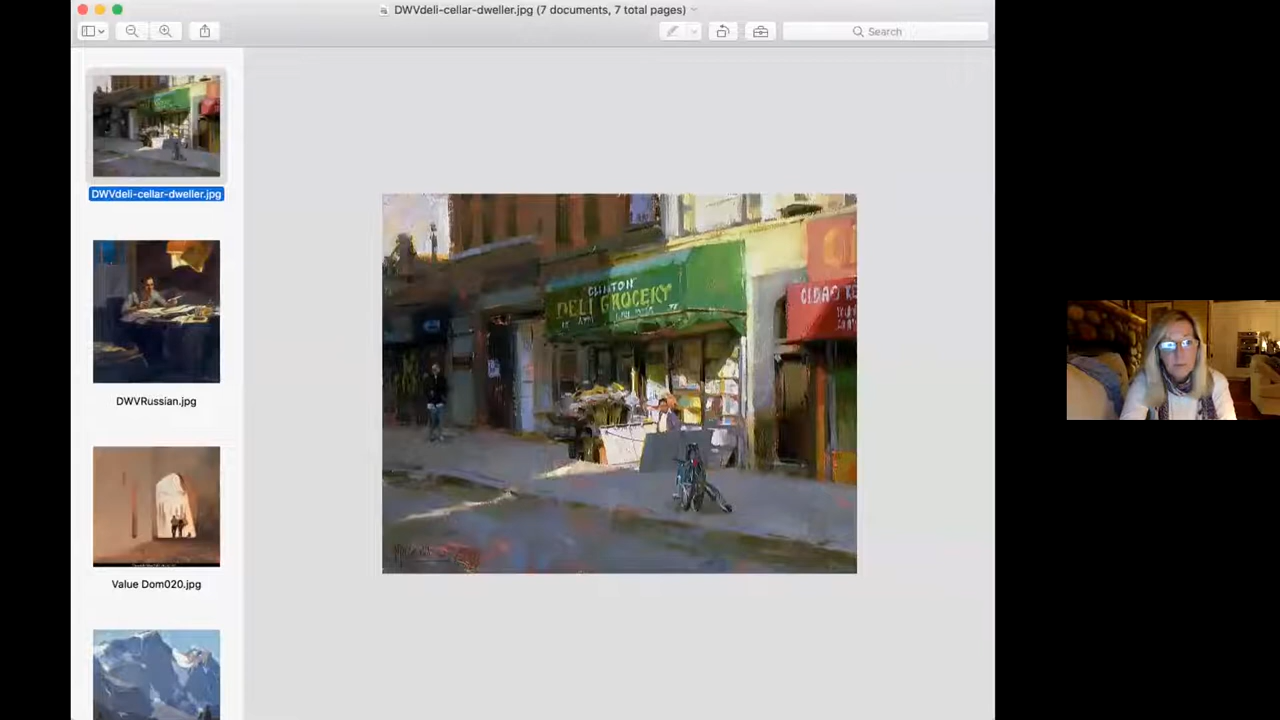 DWVdeli-cellar-dweller.jpg (7 documents, 7 total pages)
Search
DWVdeli-cellar-dweller.jpg
DWVRussian.jpg
Value Dom020.jpg
CLINTON
DELI GROCERY